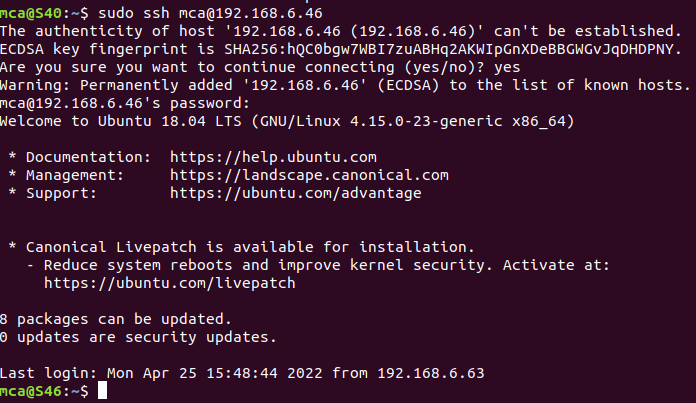 mca@S40:~$ sudo ssh mca@192.168.6.46
The authenticity of host '192.168.6.46 (192.168.6.46)' can't be established.
ECDSA key fingerprint is SHA256:hQC0bgw7WBI7zuABHq2AKWIpGnXDeBBGWGvJqDHDPNY.
Are you sure you want to continue connecting (yes/no)? yes
Warning: Permanently added '192.168.6.46' (ECDSA) to the list of known hosts.
mca@192.168.6.46's password:
Welcome to Ubuntu 18.04 LTS (GNU/Linux 4.15.0-23-generic x86_64)
* Documentation:  https://help.ubuntu.com
* Management:     https://landscape.canonical.com
* Support:        https://ubuntu.com/advantage
* Canonical Livepatch is available for installation.
- Reduce system reboots and improve kernel security. Activate at:
https://ubuntu.com/livepatch
8 packages can be updated.
0 updates are security updates.
Last login: Mon Apr 25 15:48:44 2022 from 192.168.6.63
mca@S46:~$